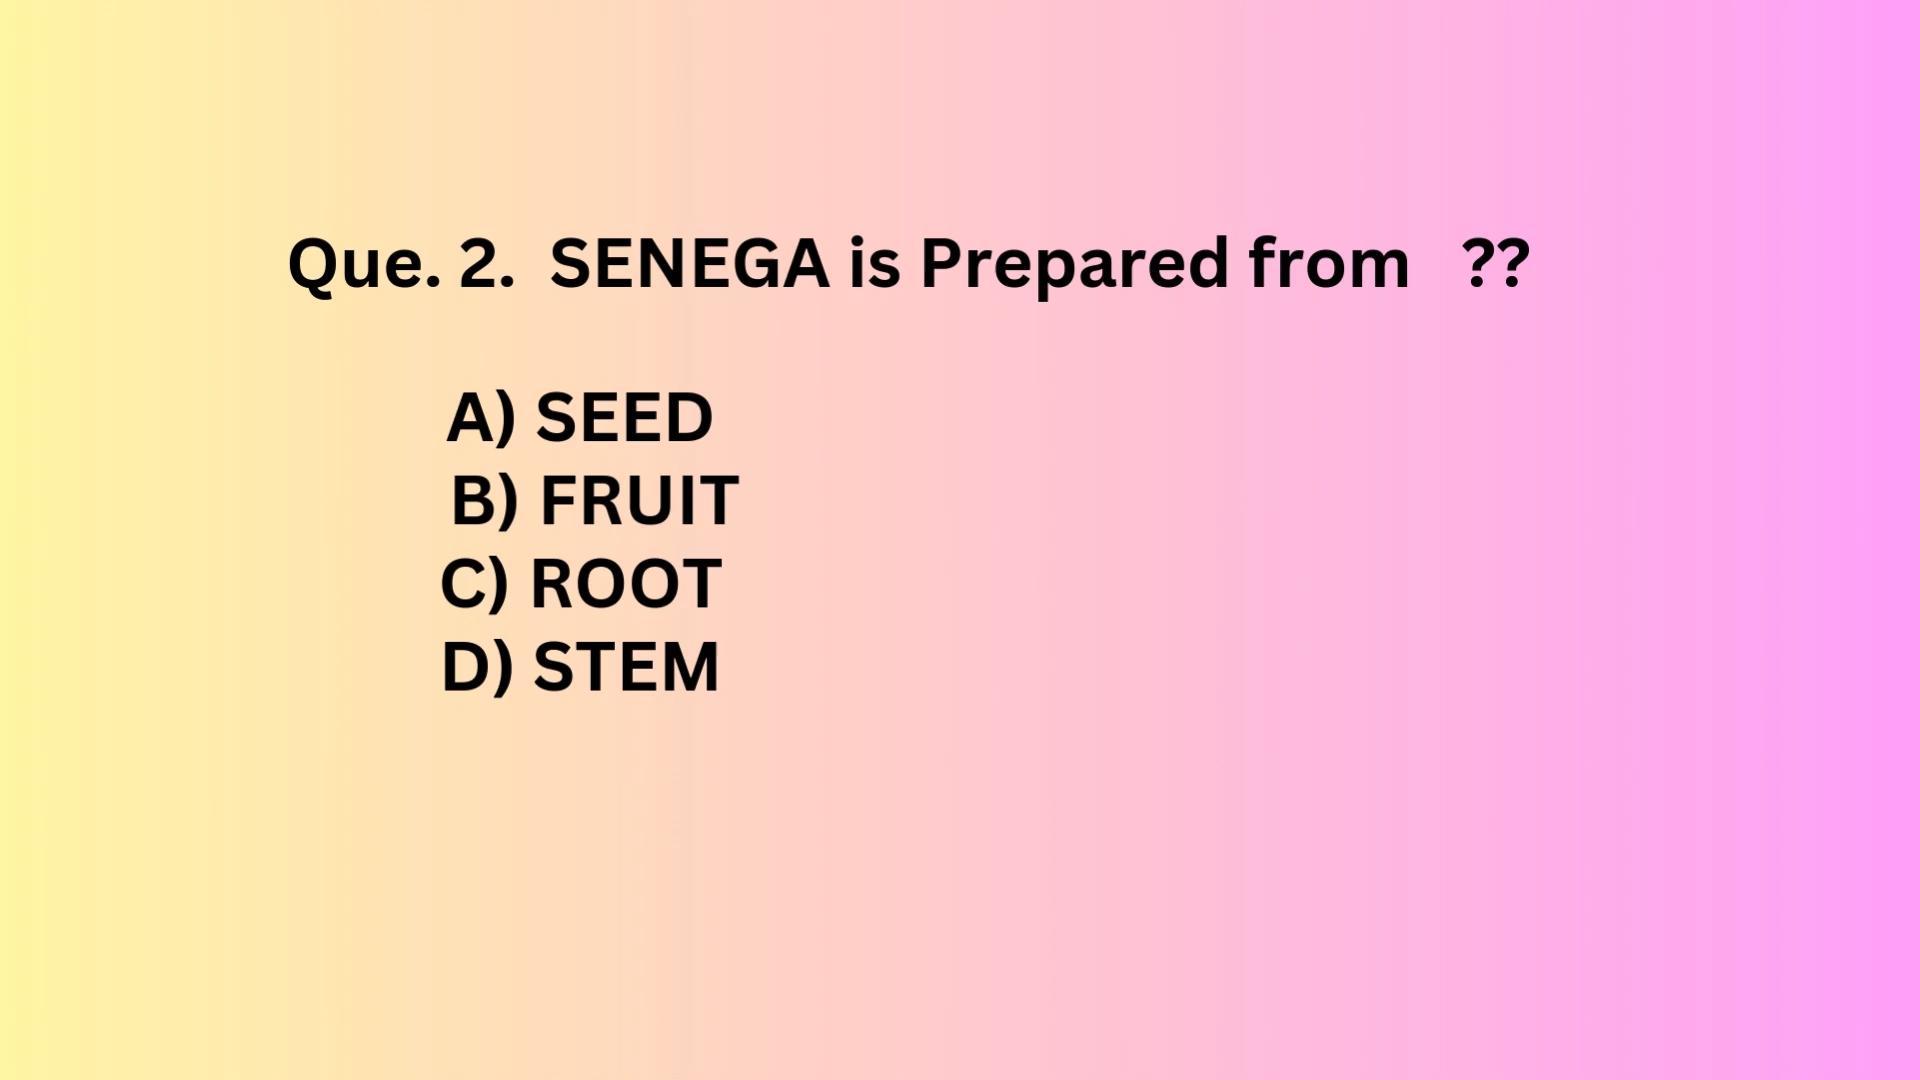 Que. 2. SENEGA is Prepared from ??
A) SEED
B) FRUIT
C) ROOT
D) STEM